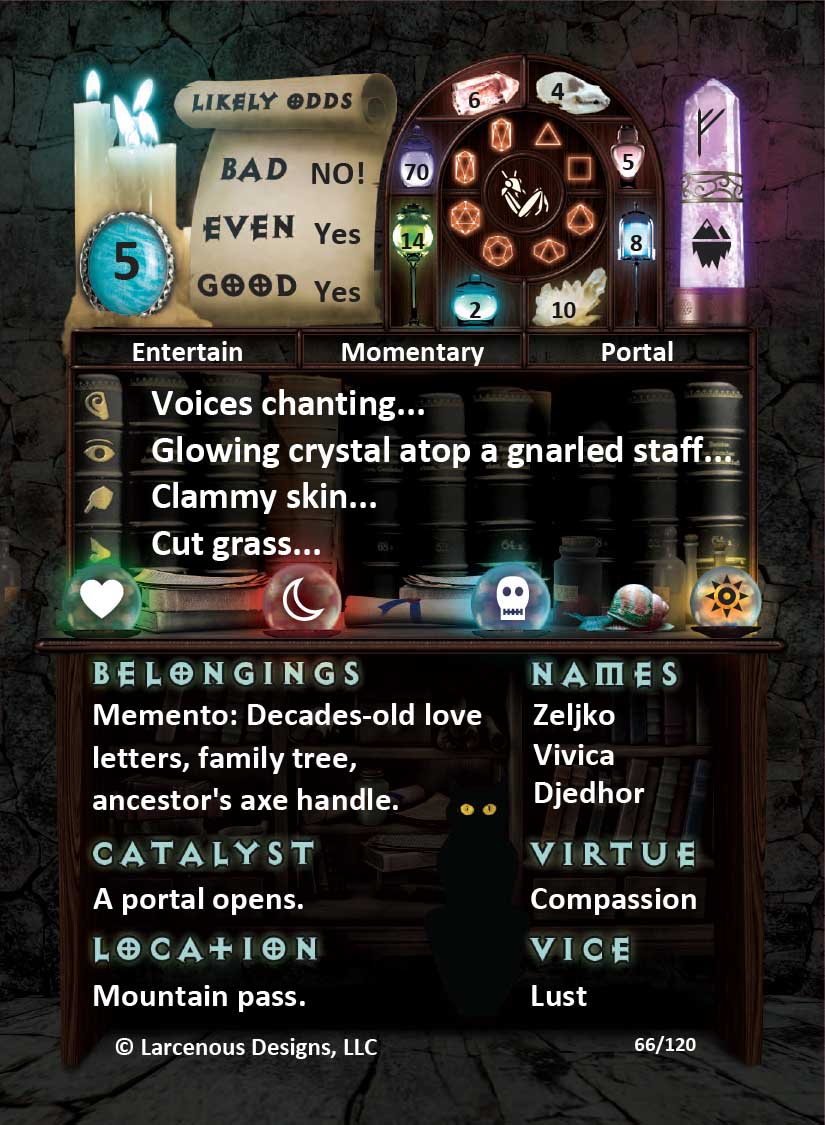 LIKELY ODDS
BAD NO!
EVEN Yes
GOOD Yes
5
6
4
70
5
14
8
2
10
Entertain Momentary Portal
Voices chanting...
Glowing crystal atop a gnarled staff...
Clammy skin...
Cut grass...
BELONGINGS
Memento: Decades-old love
letters, family tree,
ancestor's axe handle.
NAMES
Zeljko
Vivica
Djedhor
CATALYST
A portal opens.
VIRTUE
Compassion
LOCATION
Mountain pass.
VICE
Lust
© Larcenous Designs, LLC
66/120